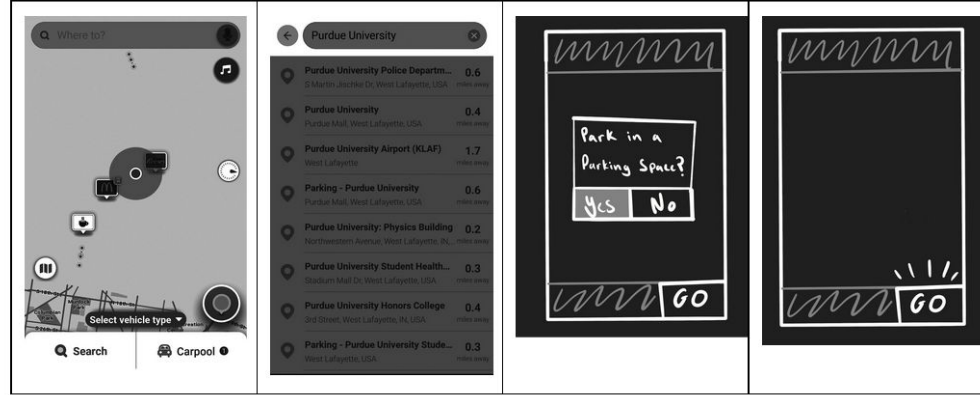 Where to?
Select vehicle type
Search
Carpool
Purdue University
Purdue University Police Departm...
0.6
S Martin Jischke Dr, West Lafayette, USA
miles away
Purdue University
0.4
Purdue Mall, West Lafayette, USA
miles away
Purdue University Airport (KLAF)
1.7
West Lafayette
miles away
Parking - Purdue University
0.6
Purdue Mall, West Lafayette, USA
miles away
Purdue University: Physics Building
0.2
Northwestern Avenue, West Lafayette, IN,...
miles away
Purdue University Student Health...
0.3
Stadium Mall Dr, West Lafayette, USA
miles away
Purdue University Honors College
0.4
3rd Street, West Lafayette, IN, USA
miles away
Parking - Purdue University Stude...
0.3
West Lafayette, USA
miles away
Park in a
Parking Space?
Yes
No
GO
GO